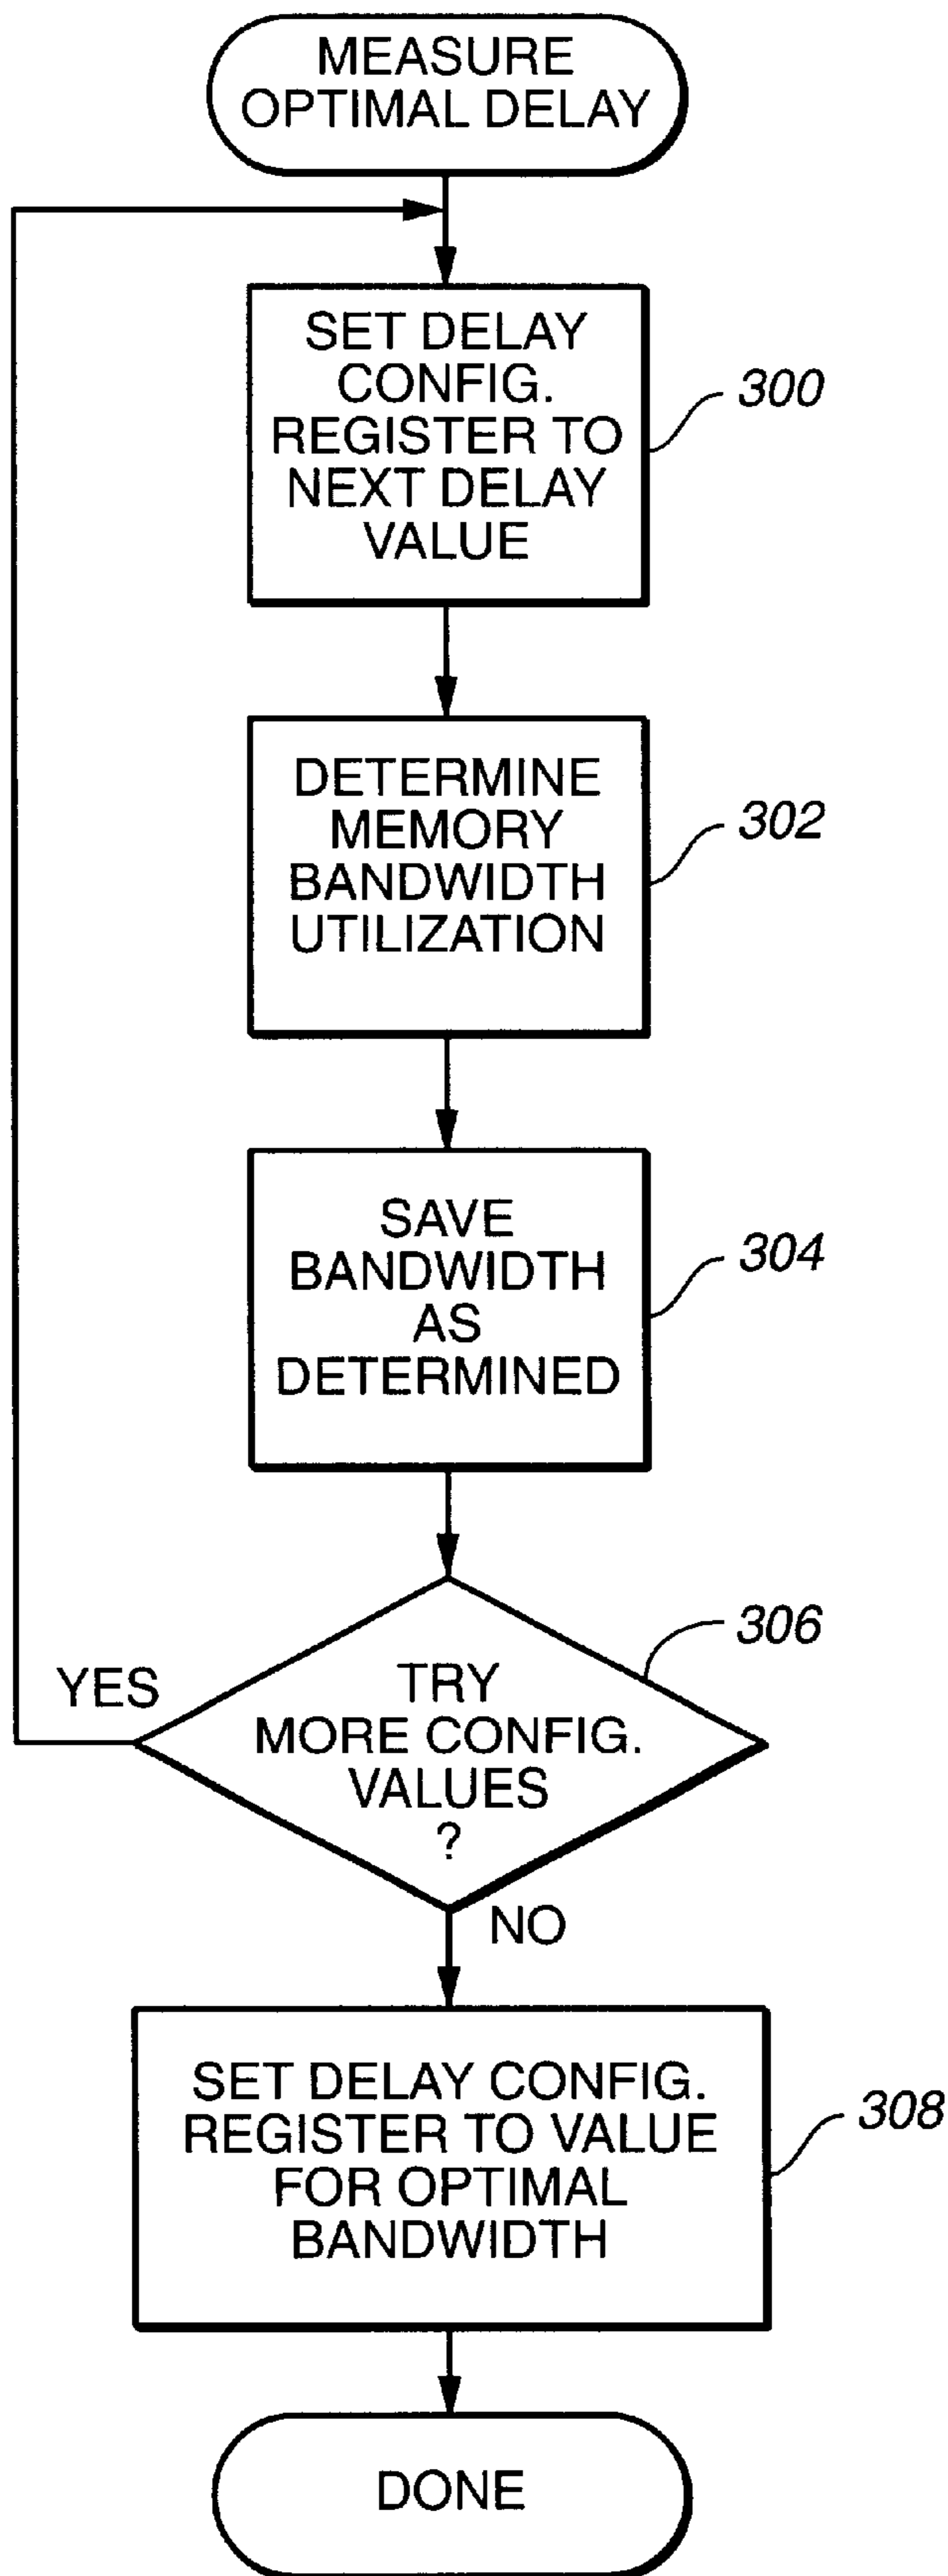 MEASURE
OPTIMAL DELAY
SET DELAY
CONFIG.
REGISTER TO
NEXT DELAY
VALUE
300
DETERMINE
MEMORY
BANDWIDTH
UTILIZATION
302
SAVE
BANDWIDTH
AS
DETERMINED
304
306
YES
TRY
MORE CONFIG.
VALUES
?
NO
SET DELAY CONFIG.
REGISTER TO VALUE
FOR OPTIMAL
BANDWIDTH
308
DONE